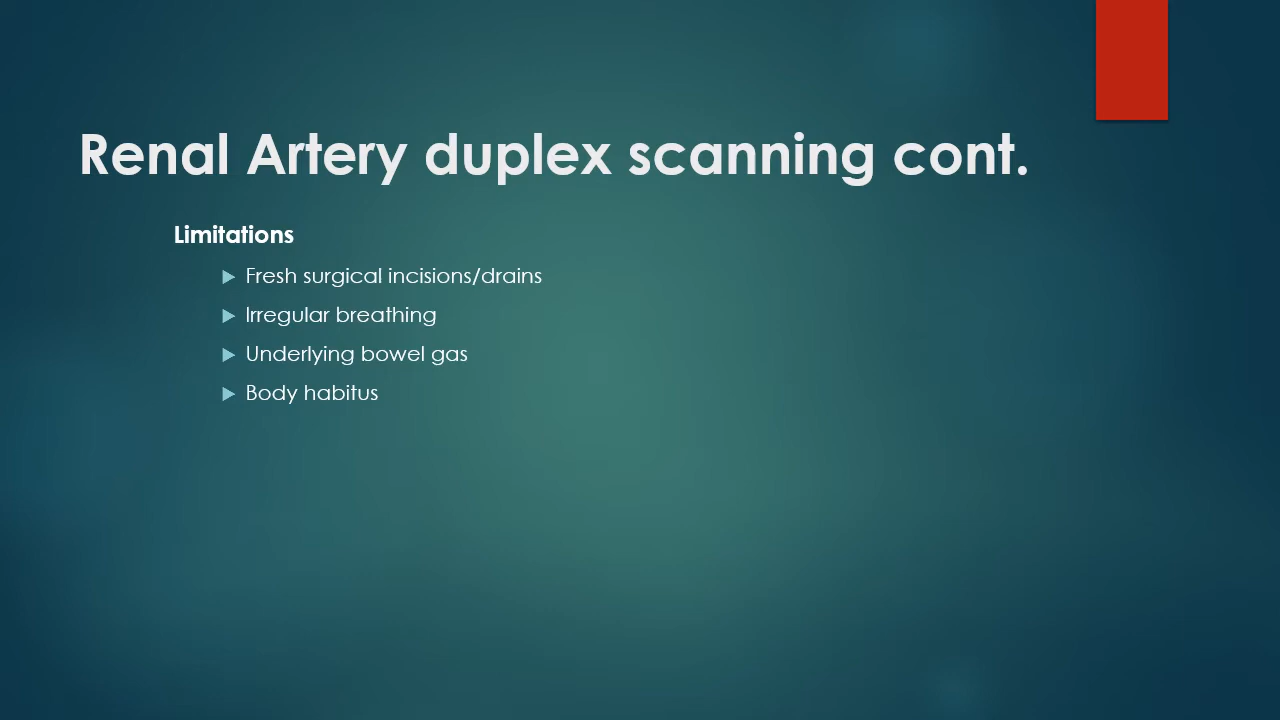 Renal Artery duplex scanning cont.
Limitations
Fresh surgical incisions/drains
Irregular breathing
Underlying bowel gas
Body habitus